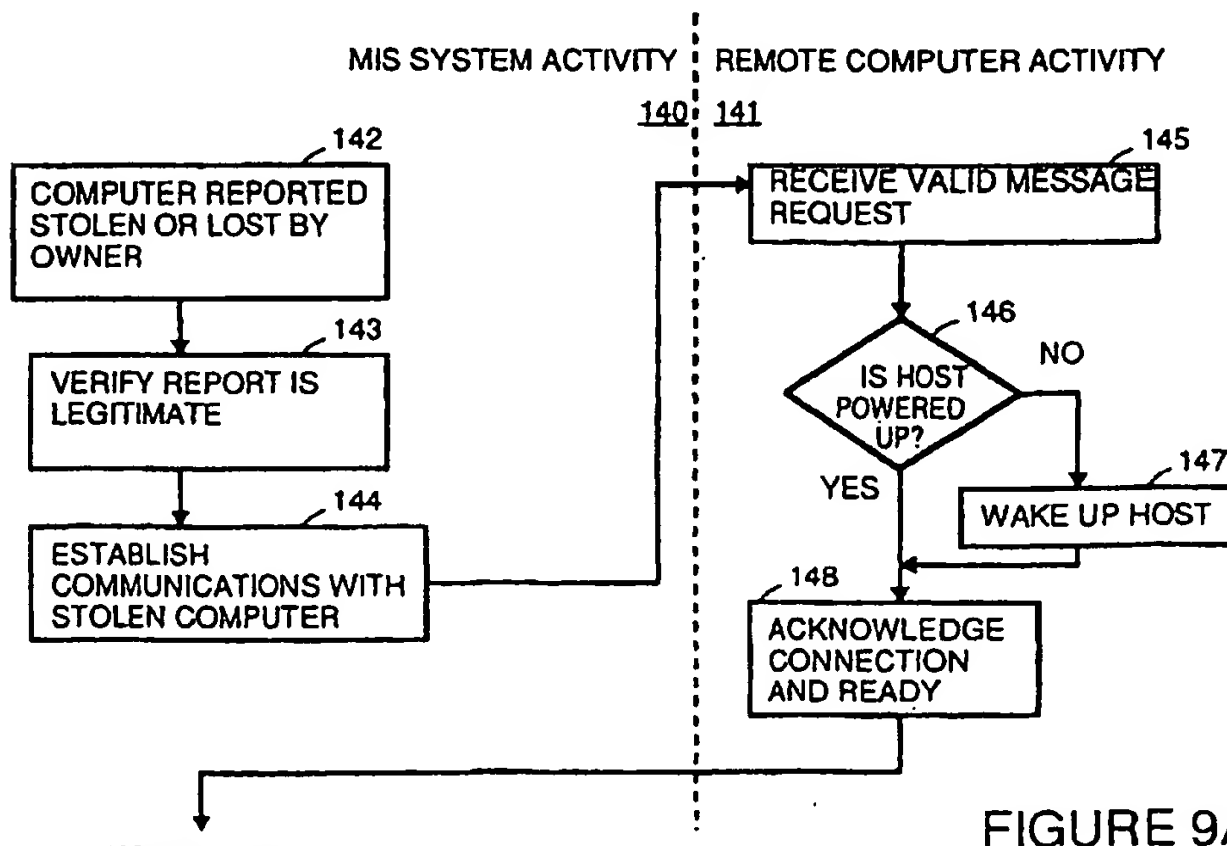 MIS SYSTEM ACTIVITY
REMOTE COMPUTER ACTIVITY
140
141
142
COMPUTER REPORTED
STOLEN OR LOST BY
OWNER
143
VERIFY REPORT IS
LEGITIMATE
144
ESTABLISH
COMMUNICATIONS WITH
STOLEN COMPUTER
145
RECEIVE VALID MESSAGE
REQUEST
146
IS HOST
POWERED
UP?
NO
YES
147
WAKE UP HOST
148
ACKNOWLEDGE
CONNECTION
AND READY
FIGURE 9A